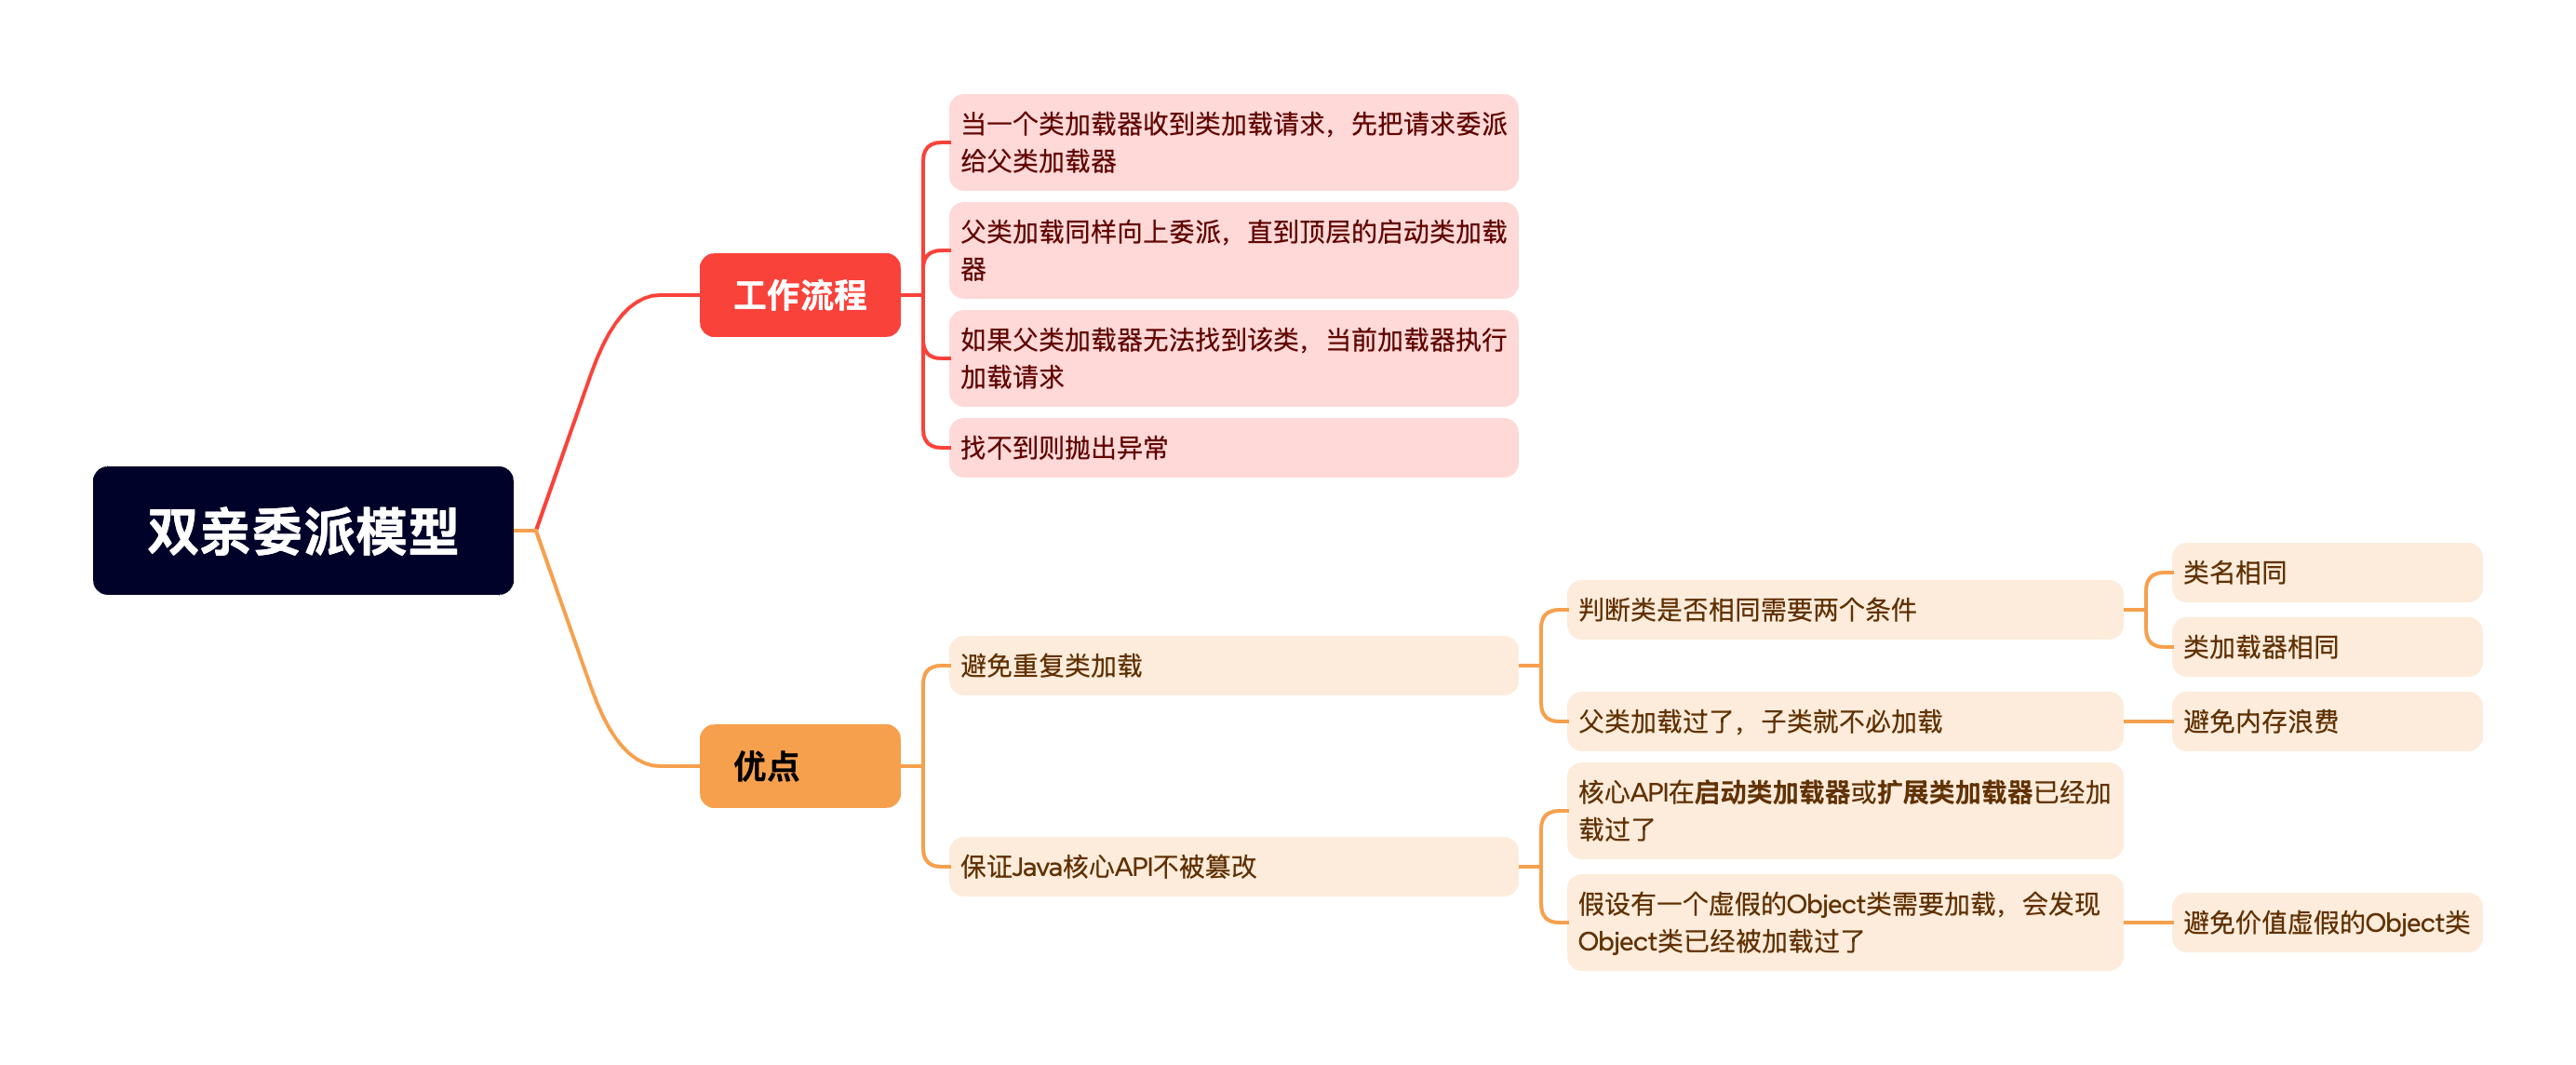 双亲委派模型
工作流程
当一个类加载器收到类加载请求，先把请求委派
给父类加载器
父类加载同样向上委派，直到顶层的启动类加载
器
如果父类加载器无法找到该类，当前加载器执行
加载请求
找不到则抛出异常
优点
避免重复类加载
判断类是否相同需要两个条件
类名相同
类加载器相同
父类加载过了，子类就不必加载
避免内存浪费
保证Java核心API不被篡改
核心API在启动类加载器或扩展类加载器已经加
载过了
假设有一个虚假的Object类需要加载，会发现
Object类已经被加载过了
避免价值虚假的Object类